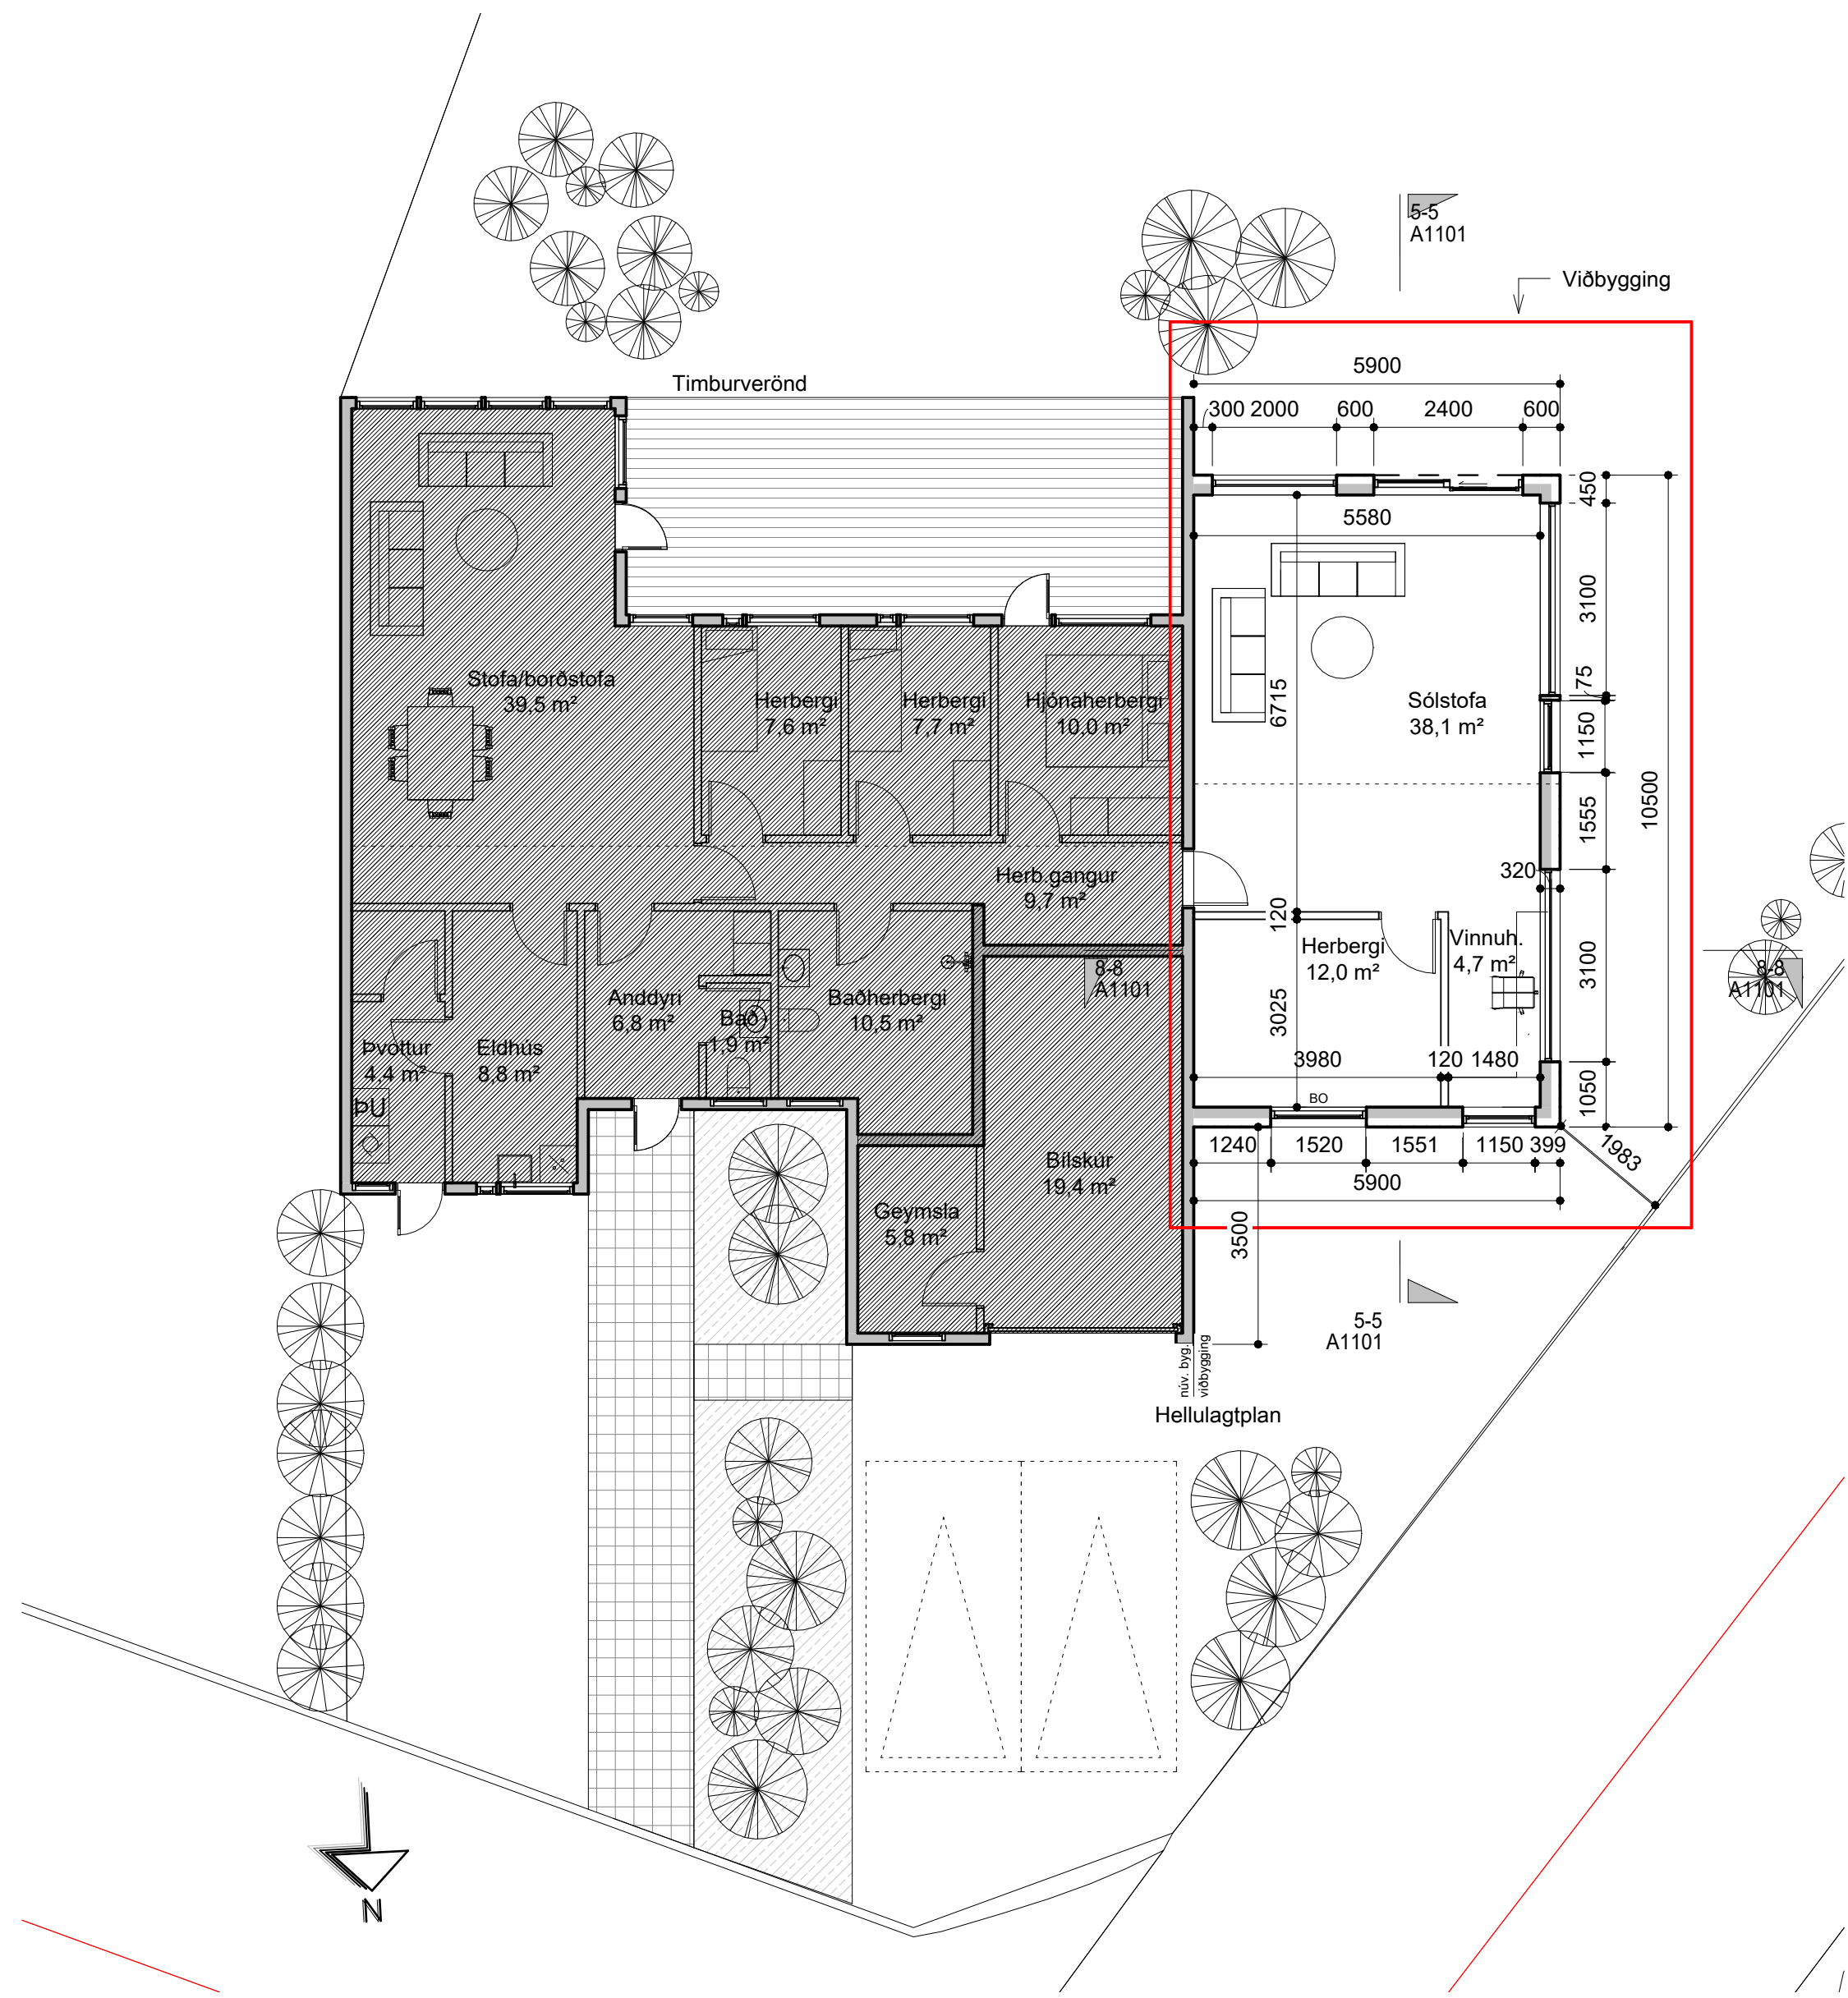 5-5
A1101
Viðbygging
5900
Timburverönd
300 2000 600 2400 600
450
5580
3100
Stofa/borðstofa
39,5 m²
Herbergi
7,6 m²
Herbergi
7,7 m²
Hjónaherbergi
10,0 m²
6715
Sólstofa
38,1 m²
75
1150
10500
1555
320
Herb.gangur
9,7 m²
120
Herbergi
12,0 m²
Vinnuh.
4,7 m²
8-8
A1101
8-8
A1101
3100
Anddyri
6,8 m²
Bað
1,9 m²
Baðherbergi
10,5 m²
3025
Þvottur
4,4 m²
Eldhús
8,8 m²
3980 120 1480
ÞU
BO
1050
1240 1520 1551 1150 399
1983
Bílskúr
19,4 m²
5900
Geymsla
5,8 m²
3500
5-5
A1101
núv. byg.
viðbygging
Hellulagtplan
N